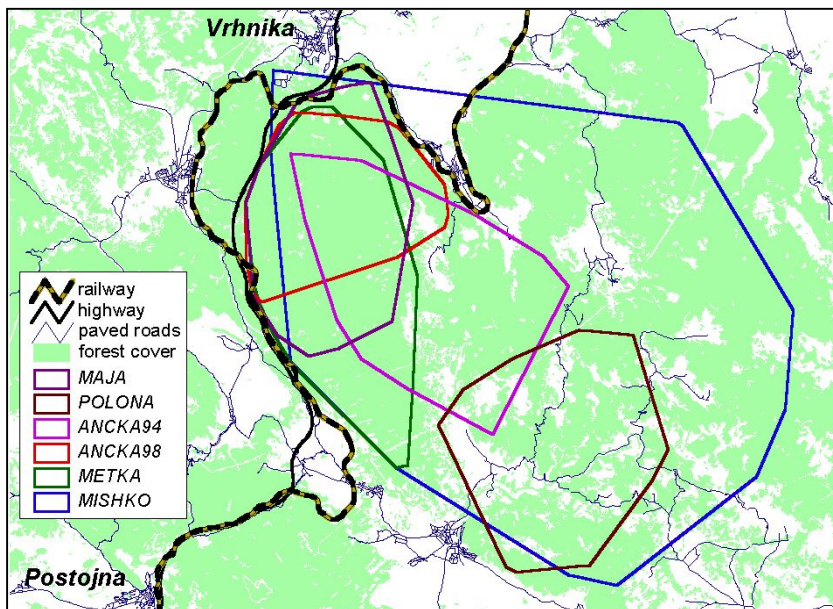 Vrhnika
railway
highway
paved roads
forest cover
MAJA
POLONA
ANCKA94
ANCKA98
METKA
MISHKO
Postojna